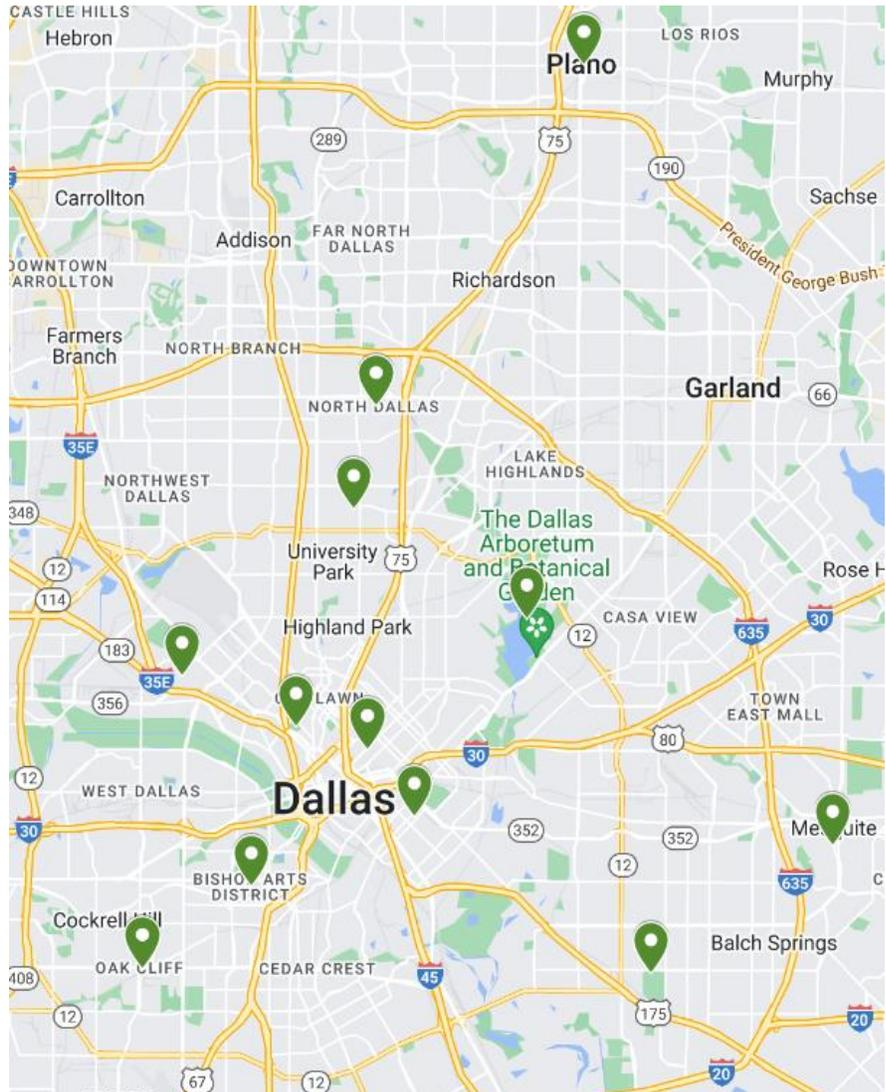 CASTLE HILLS
Hebron
LOS RIOS
Plano
Murphy
289
75
190
Carrollton
Sachse
Addison
FAR NORTH
DALLAS
President George Bush
DOWNTOWN
ARROLLTON
Richardson
Farmers
Branch
NORTH BRANCH
Garland
66
NORTH DALLAS
35E
LAKE
HIGHLANDS
NORTHWEST
DALLAS
348
The Dallas
Arboretum
and Botanical
75
University
Park
12
Rose H
114
CASA VIEW
30
Highland Park
12
635
183
35E
LAWN
356
TOWN
EAST MALL
80
30
12
WEST DALLAS
Dallas
30
352
352
Mesquite
12
BISHOP ARTS
DISTRICT
635
C
Cockrell Hill
Balch Springs
OAK CLIFF
CEDAR CREST
408
45
12
175
20
20
67
12